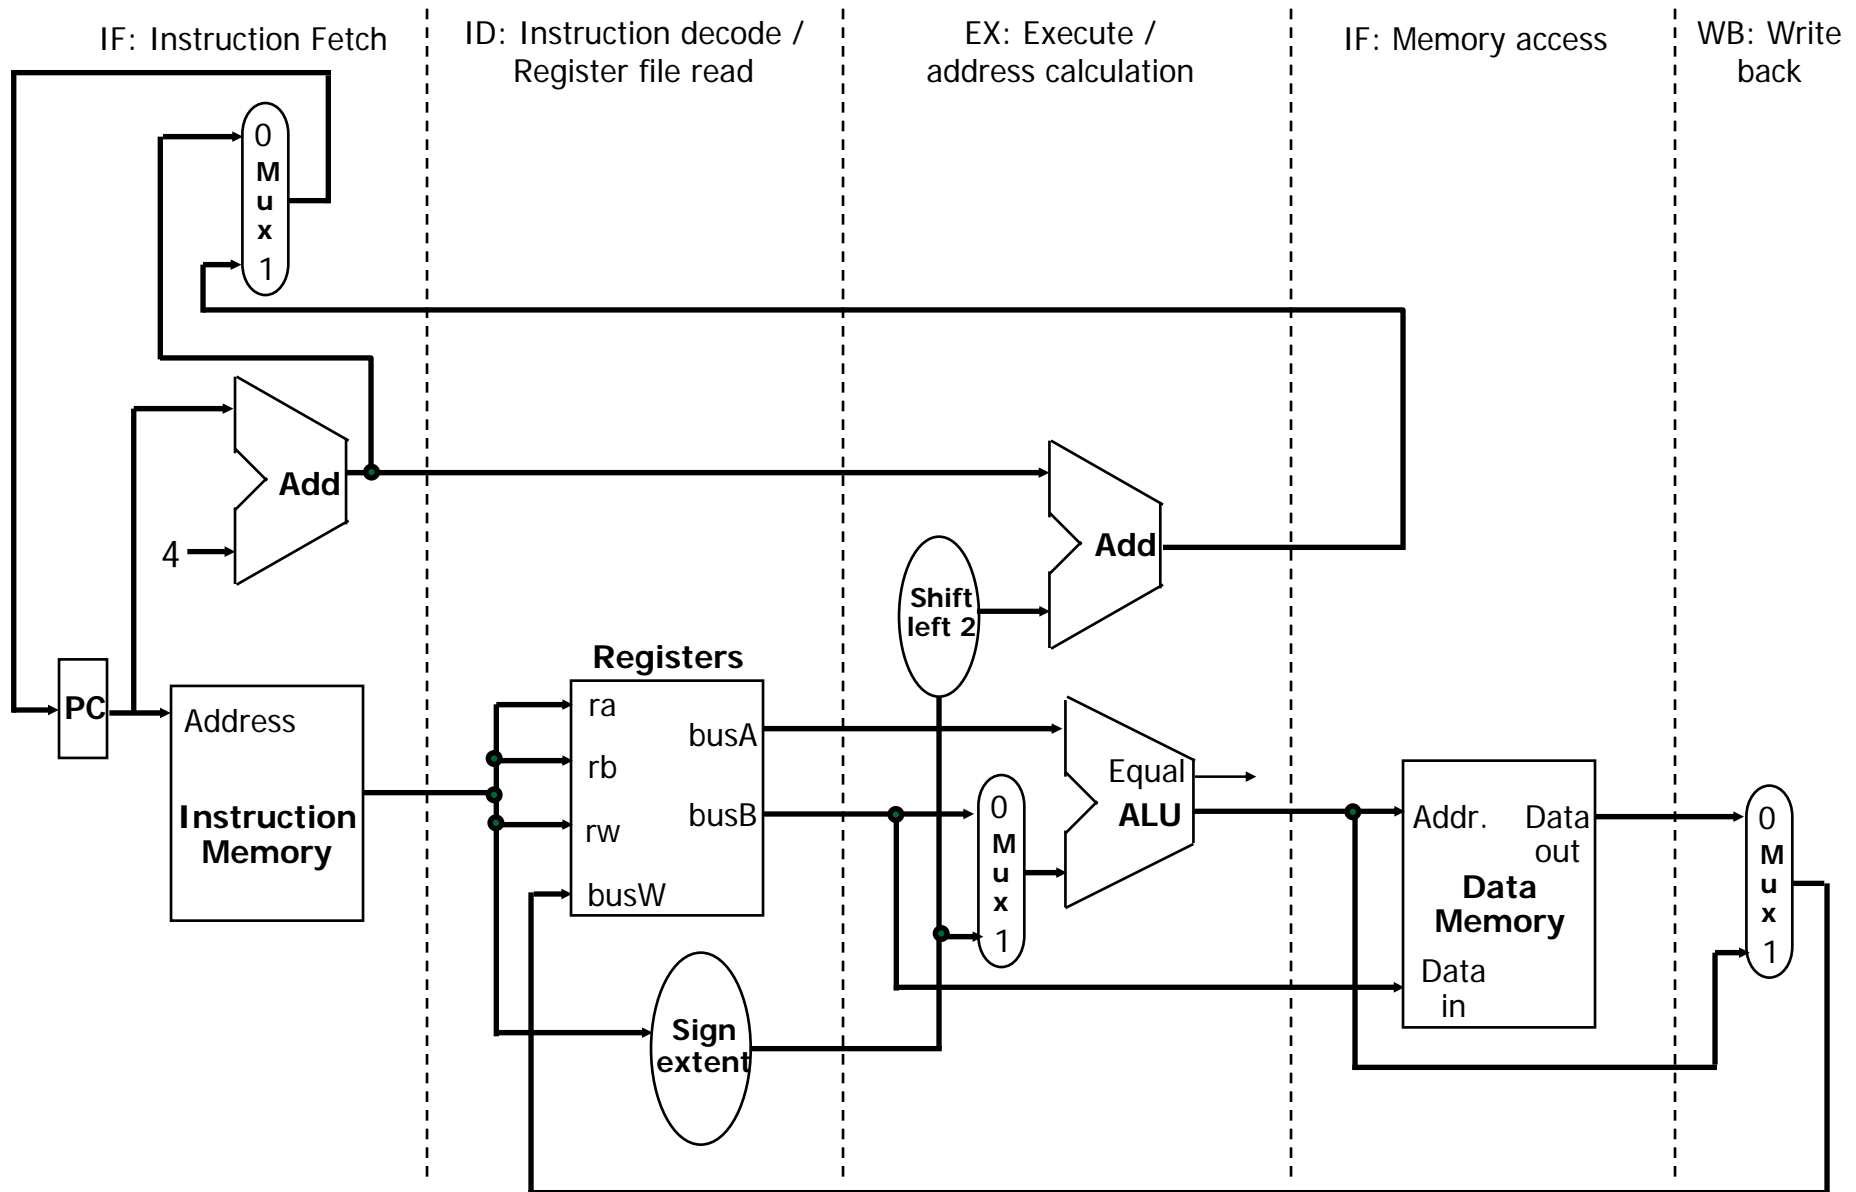 IF: Instruction Fetch
ID: Instruction decode /
Register file read
EX: Execute /
address calculation
IF: Memory access
WB: Write
back
0
M
u
x
1
Add
4
Add
Shift
left 2
PC
Address
Instruction
Memory
Registers
ra
rb
rw
busW
busA
busB
Sign
extent
0
M
u
x
1
Equal
ALU
Addr.
Data
out
Data
Memory
Data
in
0
M
u
x
1